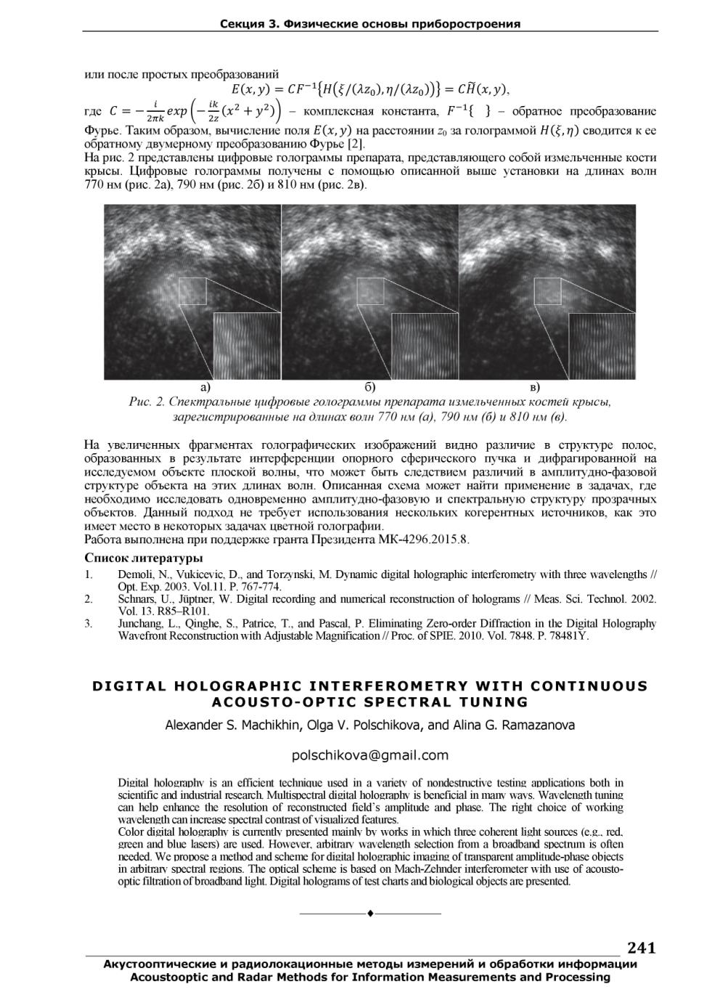 Секция 3. Физические основы приборостроения
или после простых преобразований
E(x, y) = CF⁻¹{H(ξ/(λz₀), η/(λz₀))} = CH̃(x, y),
где C = − i/2πk exp (− ik/2z (x² + y²)) – комплексная константа, F⁻¹{ } – обратное преобразование
Фурье. Таким образом, вычисление поля E(x, y) на расстоянии z₀ за голограммой H(ξ, η) сводится к ее
обратному двумерному преобразованию Фурье [2].
На рис. 2 представлены цифровые голограммы препарата, представляющего собой измельченные кости
крысы. Цифровые голограммы получены с помощью описанной выше установки на длинах волн
770 нм (рис. 2а), 790 нм (рис. 2б) и 810 нм (рис. 2в).
а) б) в)
Рис. 2. Спектральные цифровые голограммы препарата измельченных костей крысы,
зарегистрированные на длинах волн 770 нм (а), 790 нм (б) и 810 нм (в).
На увеличенных фрагментах голографических изображений видно различие в структуре полос,
образованных в результате интерференции опорного сферического пучка и дифрагированной на
исследуемом объекте плоской волны, что может быть следствием различий в амплитудно-фазовой
структуре объекта на этих длинах волн. Описанная схема может найти применение в задачах, где
необходимо исследовать одновременно амплитудно-фазовую и спектральную структуру прозрачных
объектов. Данный подход не требует использования нескольких когерентных источников, как это
имеет место в некоторых задачах цветной голографии.
Работа выполнена при поддержке гранта Президента МК-4296.2015.8.
Список литературы
1. Demoli, N., Vukicevic, D., and Torzynski, M. Dynamic digital holographic interferometry with three wavelengths //
Opt. Exp. 2003. Vol.11. P. 767-774.
2. Schnars, U., Jüptner, W. Digital recording and numerical reconstruction of holograms // Meas. Sci. Technol. 2002.
Vol. 13. R85–R101.
3. Junchang, L., Qinghe, S., Patrice, T., and Pascal, P. Eliminating Zero-order Diffraction in the Digital Holography
Wavefront Reconstruction with Adjustable Magnification // Proc. of SPIE. 2010. Vol. 7848. P. 78481Y.
DIGITAL HOLOGRAPHIC INTERFEROMETRY WITH CONTINUOUS
ACOUSTO-OPTIC SPECTRAL TUNING
Alexander S. Machikhin, Olga V. Polschikova, and Alina G. Ramazanova
polschikova@gmail.com
Digital holography is an efficient technique used in a variety of nondestructive testing applications both in
scientific and industrial research. Multispectral digital holography is beneficial in many ways. Wavelength tuning
can help enhance the resolution of reconstructed field's amplitude and phase. The right choice of working
wavelength can increase spectral contrast of visualized features.
Color digital holography is currently presented mainly by works in which three coherent light sources (e.g., red,
green and blue lasers) are used. However, arbitrary wavelength selection from a broadband spectrum is often
needed. We propose a method and scheme for digital holographic imaging of transparent amplitude-phase objects
in arbitrary spectral regions. The optical scheme is based on Mach-Zehnder interferometer with use of acousto-
optic filtration of broadband light. Digital holograms of test charts and biological objects are presented.
241
Акустооптические и радиолокационные методы измерений и обработки информации
Acoustooptic and Radar Methods for Information Measurements and Processing